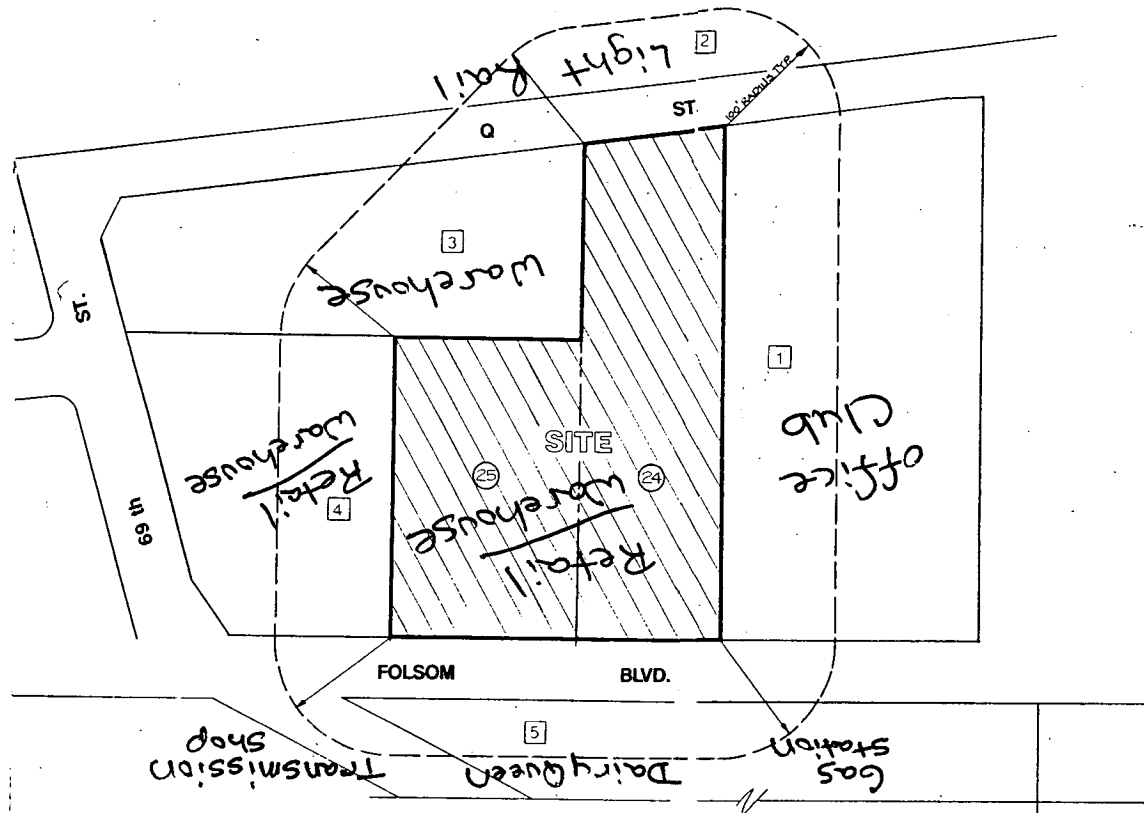 2
Light
Rail
100' RADIUS TYP.
ST.
Q
3
Warehouse
ST.
1
Office
Club
SITE
25
24
Retail
Warehouse
Retail
Warehouse
4
69 th
FOLSOM BLVD.
5
Transmission
Shop
Dairy Queen
Gas
Station